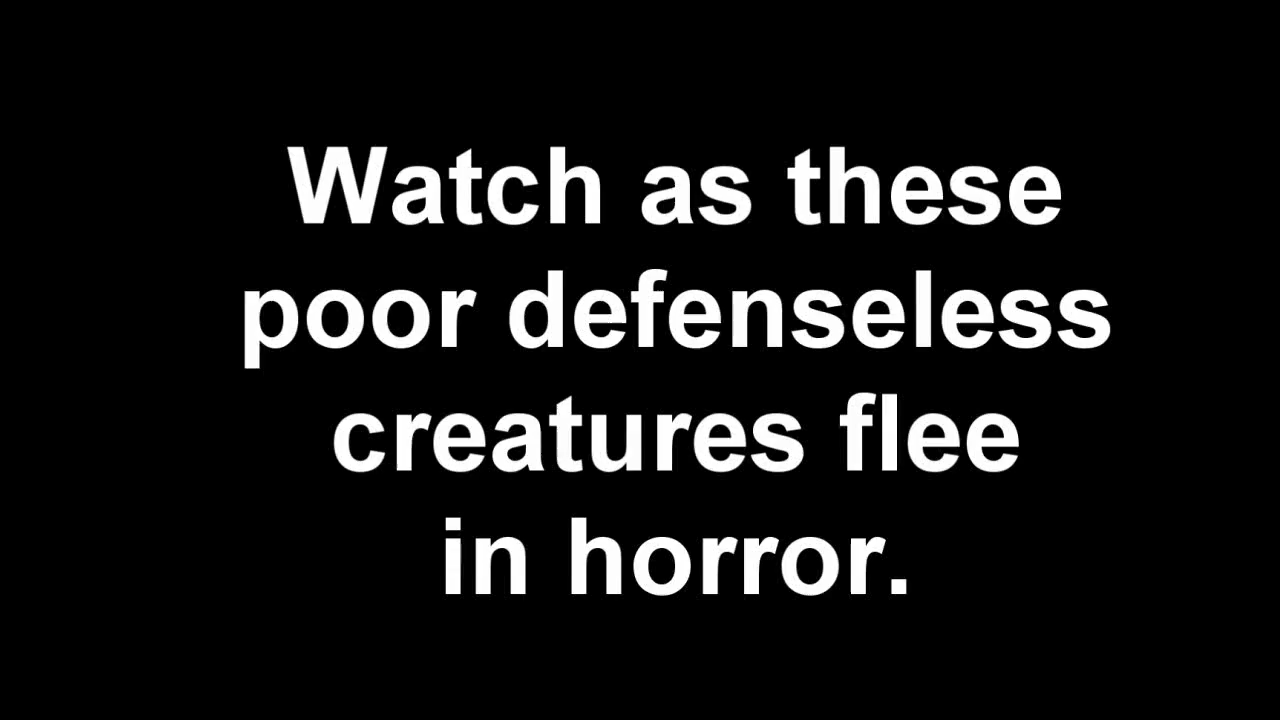 Watch as these
poor defenseless
creatures flee
in horror.